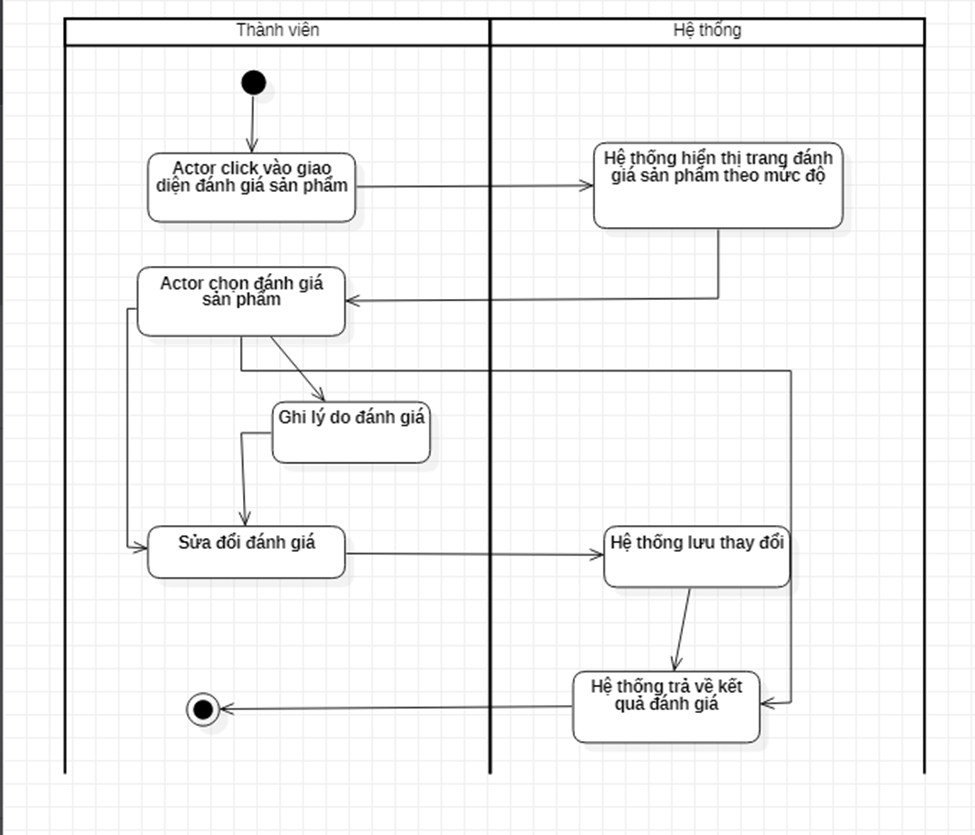 Thành viên
Hệ thống
Actor click vào giao
diện đánh giá sản phẩm
Hệ thống hiển thị trang đánh
giá sản phẩm theo mức độ
Actor chọn đánh giá
sản phẩm
Ghi lý do đánh giá
Sửa đổi đánh giá
Hệ thống lưu thay đổi
Hệ thống trả về kết
quả đánh giá